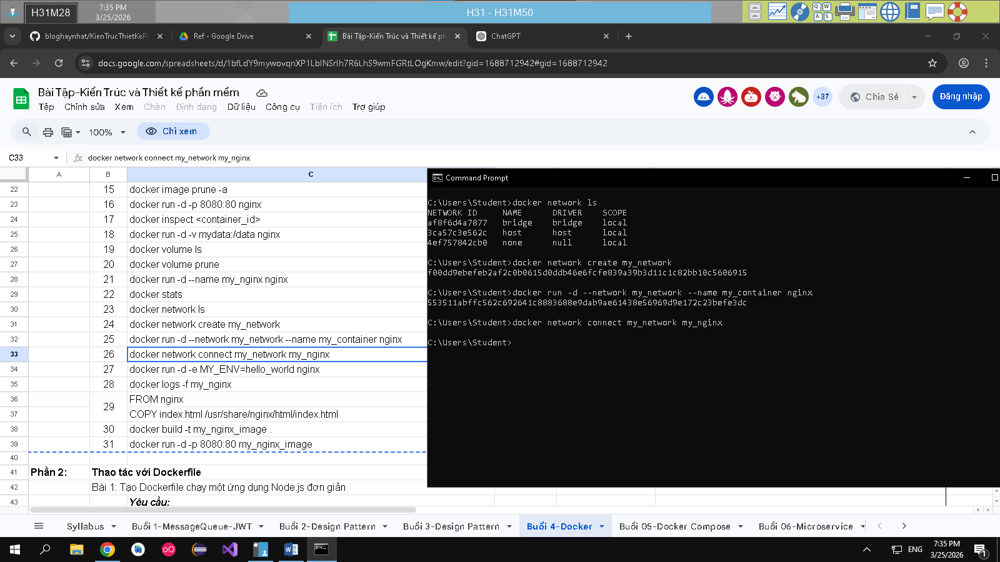 H31M28
7:35 PM
3/25/2026
H31 - H31M50
bloghaynhat/KienTrucThietKePh
Ref - Google Drive
Bài Tập-Kiến Trúc và Thiết kế ph
ChatGPT
docs.google.com/spreadsheets/d/1bfLdY9mywovqnXP1LbINSrIh7R6LhS9wmFGRtLOgKmw/edit?gid=1688712942#gid=1688712942
Bài Tập-Kiến Trúc và Thiết kế phần mềm
Tệp Chỉnh sửa Xem Chèn Định dạng Dữ liệu Công cụ Tiện ích Trợ giúp
+37
Chia Sẻ
Đăng nhập
100%
Chỉ xem
C33
fx docker network connect my_network my_nginx
A B C
22 15 docker image prune -a
23 16 docker run -d -p 8080:80 nginx
24 17 docker inspect <container_id>
25 18 docker run -d -v mydata:/data nginx
26 19 docker volume ls
27 20 docker volume prune
28 21 docker run -d --name my_nginx nginx
29 22 docker stats
30 23 docker network ls
31 24 docker network create my_network
32 25 docker run -d --network my_network --name my_container nginx
33 26 docker network connect my_network my_nginx
34 27 docker run -d -e MY_ENV=hello_world nginx
35 28 docker logs -f my_nginx
36 29 FROM nginx
37 COPY index.html /usr/share/nginx/html/index.html
38 30 docker build -t my_nginx_image .
39 31 docker run -d -p 8080:80 my_nginx_image
40
41 Phần 2: Thao tác với Dockerfile
42 Bài 1: Tạo Dockerfile chạy một ứng dụng Node.js đơn giản
43 Yêu cầu:
Command Prompt
C:\Users\Student>docker network ls
NETWORK ID NAME DRIVER SCOPE
af8f6d4a7877 bridge bridge local
3ca57c3e562c host host local
4ef757842cb0 none null local
C:\Users\Student>docker network create my_network
f00dd9ebefeb2af2c0b0615d0ddb46e6fcfe839a39b3d11c1c82bb10c5606915
C:\Users\Student>docker run -d --network my_network --name my_container nginx
553511abffc562c692641c8883688e9dab9ae61438e56969d9e172c23befe3dc
C:\Users\Student>docker network connect my_network my_nginx
C:\Users\Student>
Syllabus Buổi 1-MessageQueue-JWT Buổi 2-Design Pattern Buổi 3-Design Pattern Buổi 4-Docker Buổi 05-Docker Compose Buổi 06-Microservice
ENG
7:35 PM
3/25/2026
1